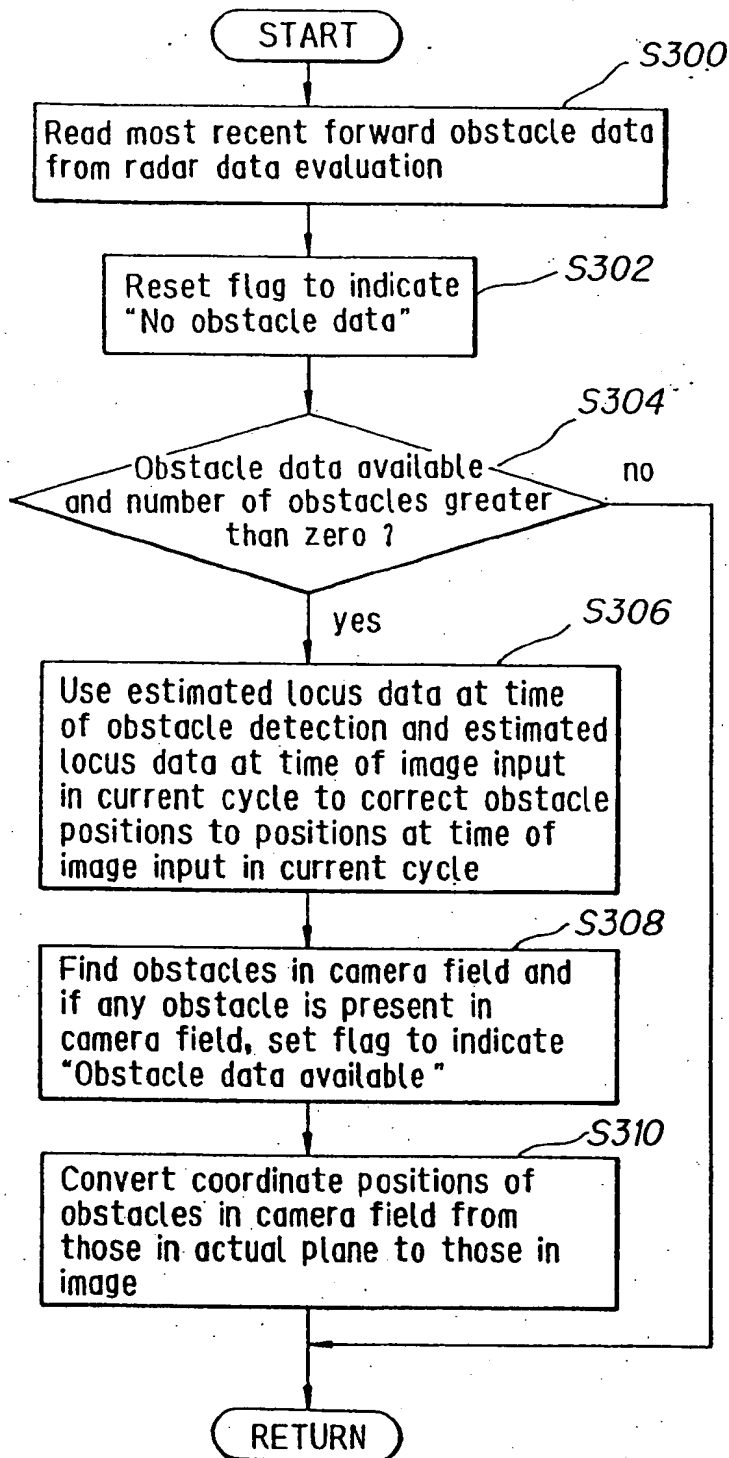 START
S300
Read most recent forward obstacle data
from radar data evaluation
S302
Reset flag to indicate
“No obstacle data”
S304
Obstacle data available
and number of obstacles greater
than zero ?
no
yes
S306
Use estimated locus data at time
of obstacle detection and estimated
locus data at time of image input
in current cycle to correct obstacle
positions to positions at time of
image input in current cycle
S308
Find obstacles in camera field and
if any obstacle is present in
camera field, set flag to indicate
“Obstacle data available”
S310
Convert coordinate positions of
obstacles in camera field from
those in actual plane to those in
image
RETURN